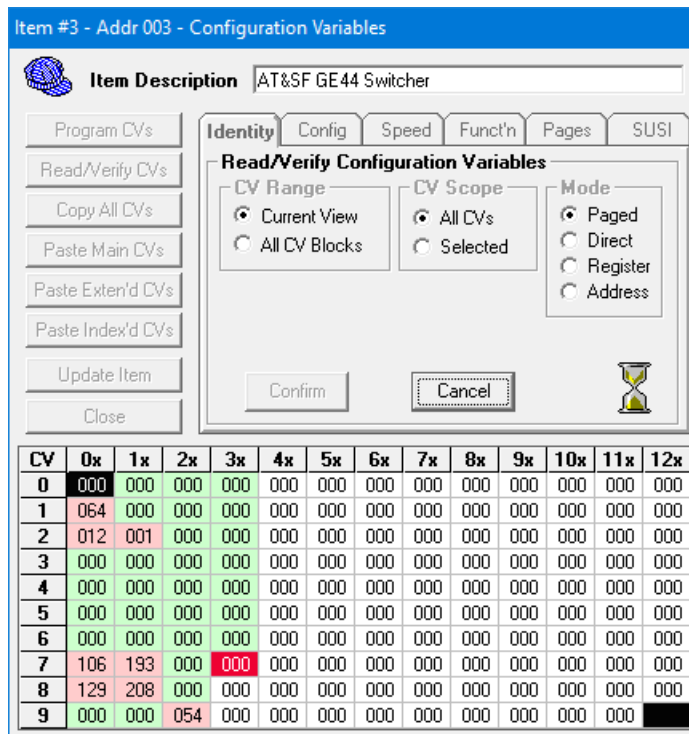 Item #3 - Addr 003 - Configuration Variables
Item Description AT&SF GE44 Switcher
Program CVs
Read/Verify CVs
Copy All CVs
Paste Main CVs
Paste Exten'd CVs
Paste Index'd CVs
Update Item
Close
Identity Config Speed Funct'n Pages SUSI
Read/Verify Configuration Variables
CV Range
Current View
All CV Blocks
CV Scope
All CVs
Selected
Mode
Paged
Direct
Register
Address
Confirm Cancel
CV 0x 1x 2x 3x 4x 5x 6x 7x 8x 9x 10x 11x 12x
0 000 000 000 000 000 000 000 000 000 000 000 000 000
1 064 000 000 000 000 000 000 000 000 000 000 000 000
2 012 001 000 000 000 000 000 000 000 000 000 000 000
3 000 000 000 000 000 000 000 000 000 000 000 000 000
4 000 000 000 000 000 000 000 000 000 000 000 000 000
5 000 000 000 000 000 000 000 000 000 000 000 000 000
6 000 000 000 000 000 000 000 000 000 000 000 000 000
7 106 193 000 000 000 000 000 000 000 000 000 000 000
8 129 208 000 000 000 000 000 000 000 000 000 000 000
9 000 000 054 000 000 000 000 000 000 000 000 000